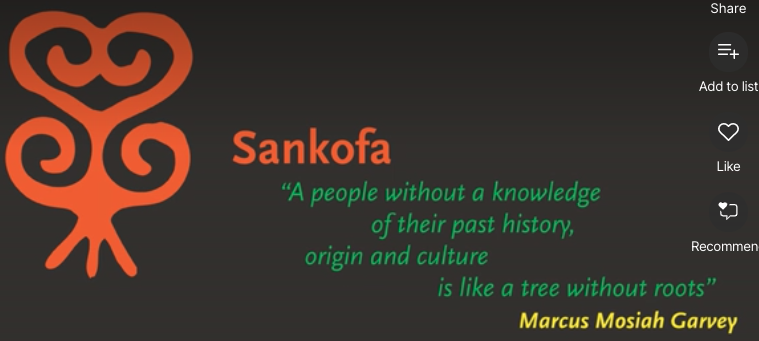 Share
Add to list
Like
Recommen
Sankofa
“A people without a knowledge
of their past history,
origin and culture
is like a tree without roots”
Marcus Mosiah Garvey